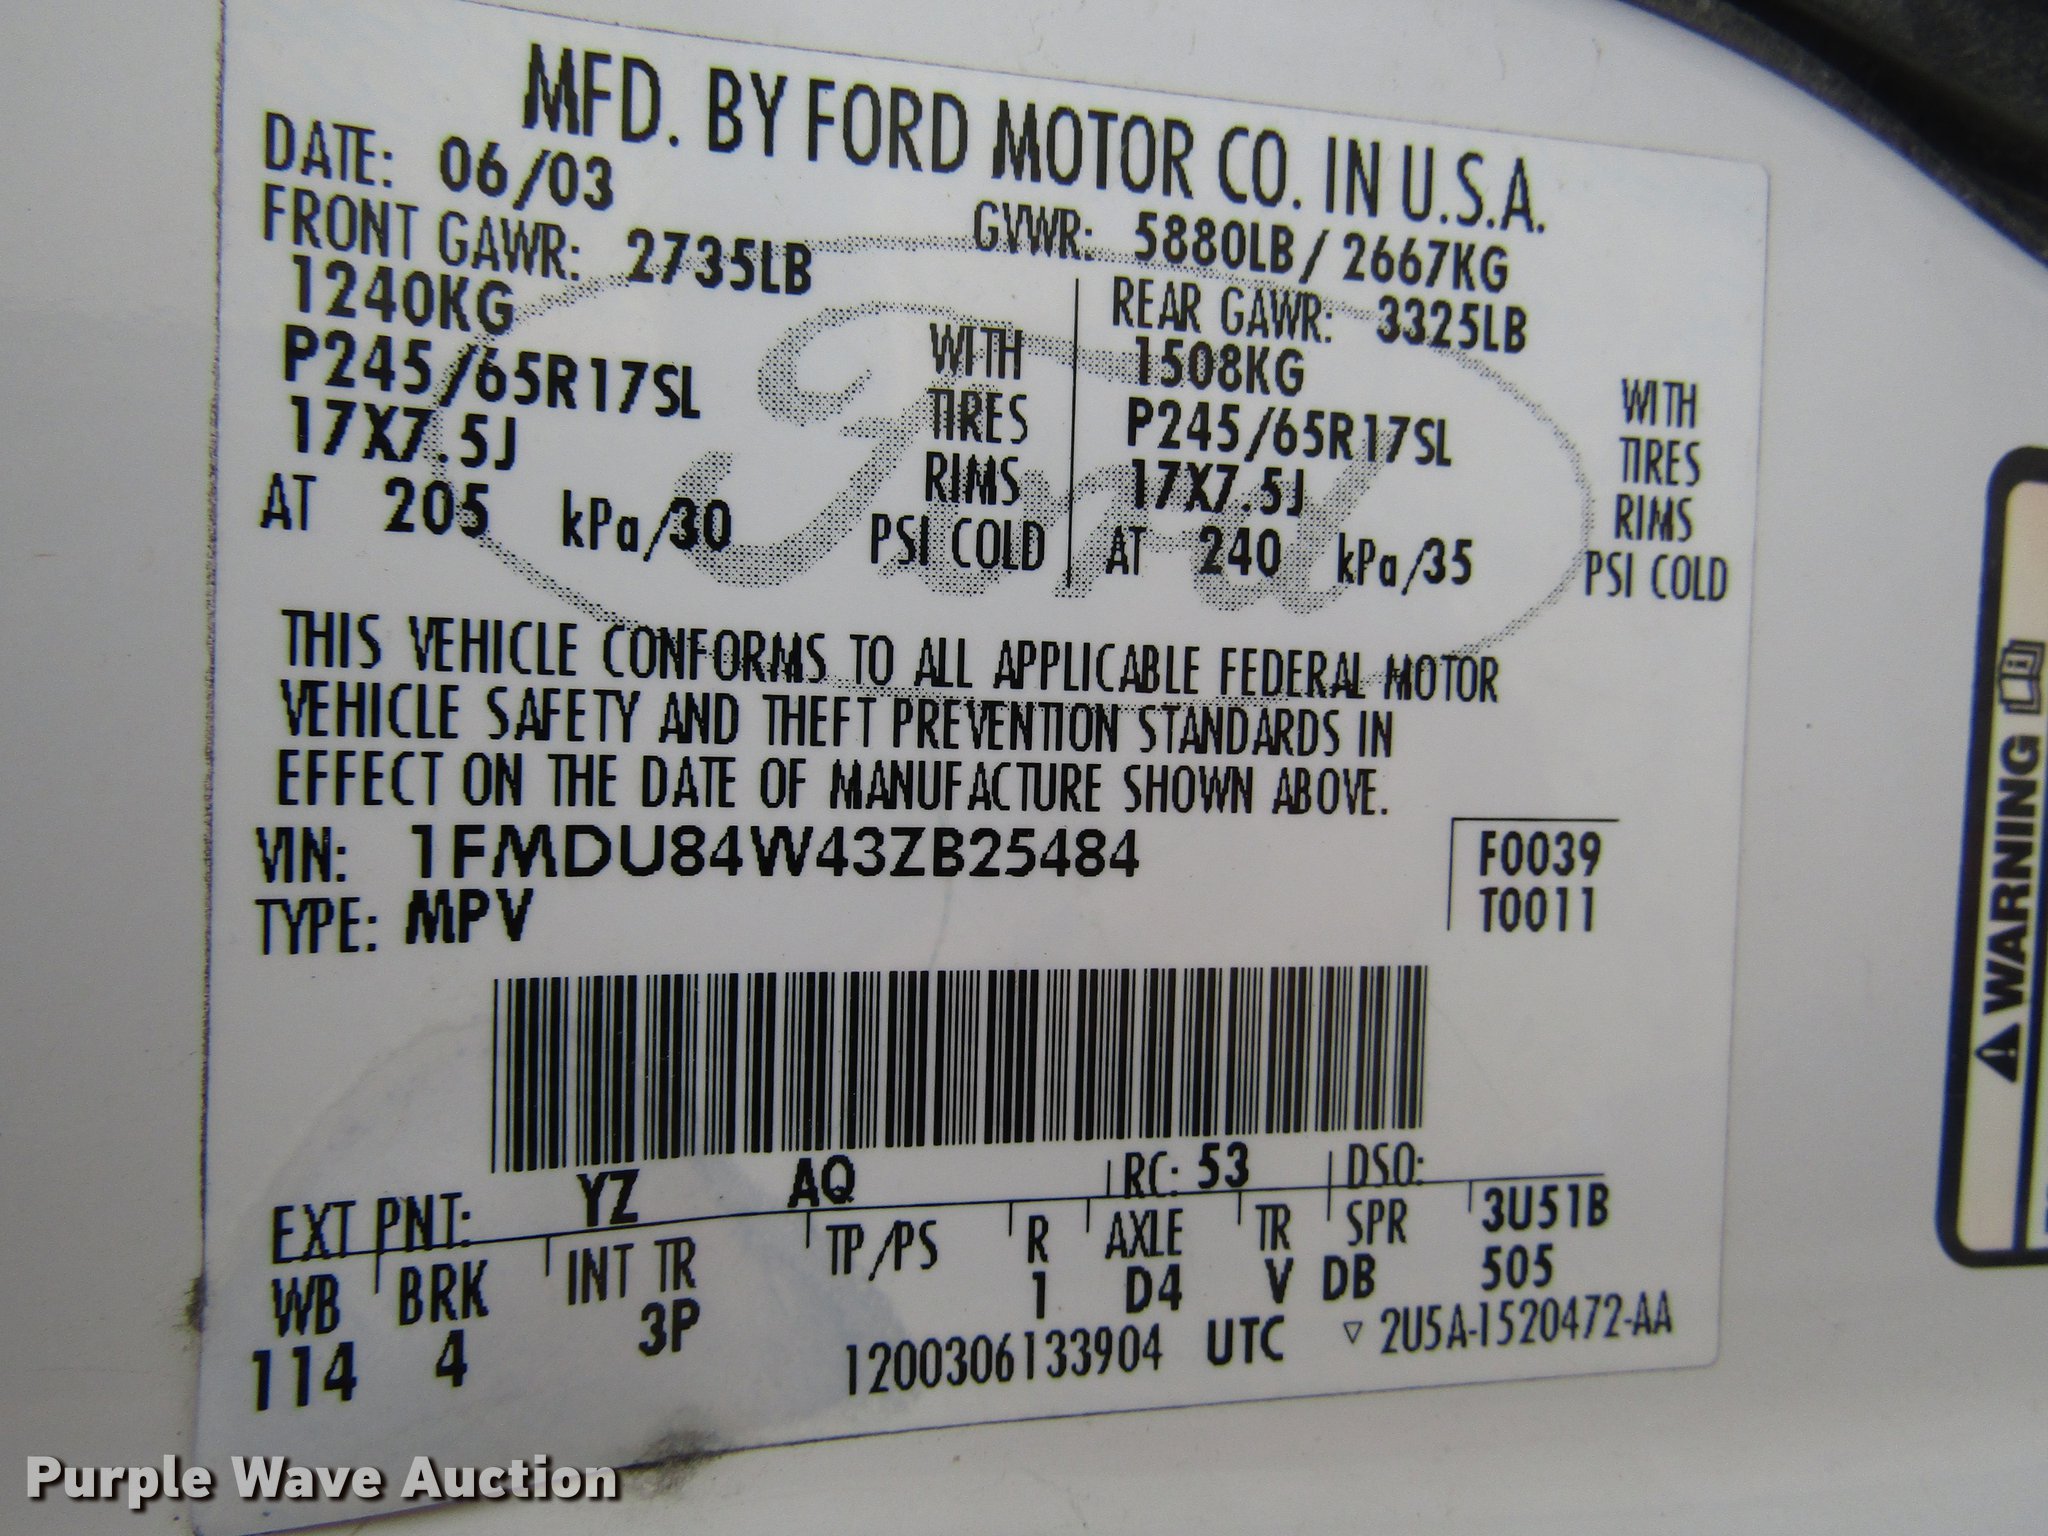 MFD. BY FORD MOTOR CO. IN U.S.A.
DATE: 06/03 GVWR: 5880LB / 2667KG
FRONT GAWR: 2735LB REAR GAWR: 3325LB
1240KG WITH 1508KG WITH
P245/65R17SL TIRES P245/65R17SL TIRES
17X7.5J RIMS 17X7.5J RIMS
AT 205 kPa/30 PSI COLD AT 240 kPa/35 PSI COLD
Ford
THIS VEHICLE CONFORMS TO ALL APPLICABLE FEDERAL MOTOR
VEHICLE SAFETY AND THEFT PREVENTION STANDARDS IN
EFFECT ON THE DATE OF MANUFACTURE SHOWN ABOVE.
VIN: 1FMDU84W43ZB25484 F0039
TYPE: MPV T0011
EXT PNT: YZ AQ RC: 53 DSO:
WB BRK INT TR TP/PS R AXLE TR SPR 3U51B
114 4 3P 1 D4 V DB 505
1200306133904 UTC ▽ 2U5A-1520472-AA
WARNING
Purple Wave Auction